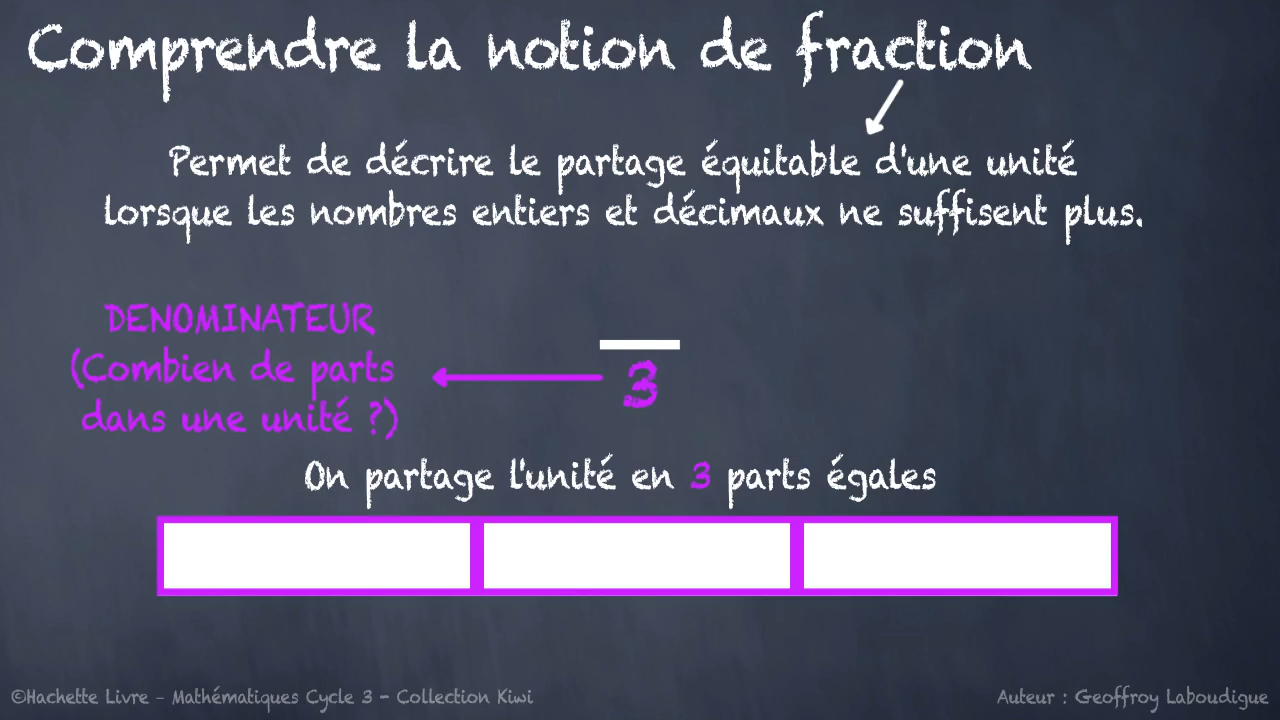 Comprendre la notion de fraction
Permet de décrire le partage équitable d'une unité
lorsque les nombres entiers et décimaux ne suffisent plus.
DENOMINATEUR
(Combien de parts
dans une unité ?)
3
On partage l'unité en 3 parts égales
©Hachette Livre - Mathématiques Cycle 3 - Collection Kiwi
Auteur : Geoffroy Laboudigue